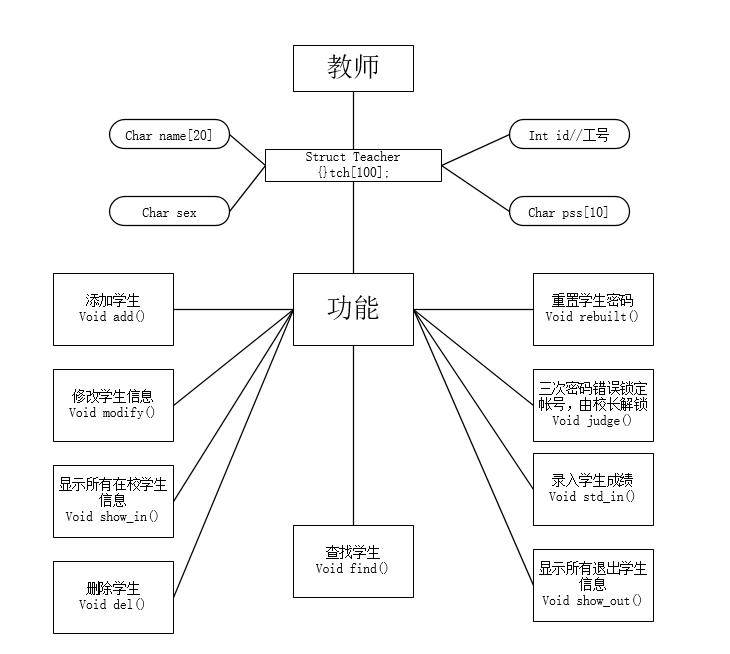 教师
Char name[20]
Int id//工号
Struct Teacher
{}tch[100];
Char sex
Char pss[10]
添加学生
Void add()
功能
重置学生密码
Void rebuilt()
修改学生信息
Void modify()
三次密码错误锁定
帐号，由校长解锁
Void judge()
显示所有在校学生
信息
Void show_in()
录入学生成绩
Void std_in()
查找学生
Void find()
删除学生
Void del()
显示所有退出学生
信息
Void show_out()